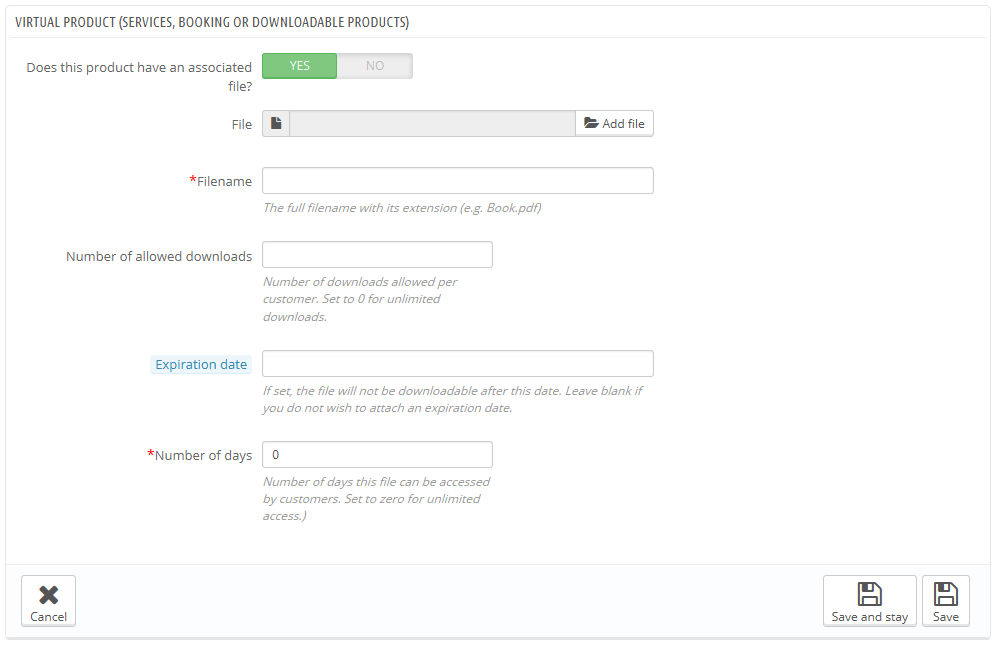 VIRTUAL PRODUCT (SERVICES, BOOKING OR DOWNLOADABLE PRODUCTS)
Does this product have an associated file?
YES NO
File
Add file
*Filename
The full filename with its extension (e.g. Book.pdf)
Number of allowed downloads
Number of downloads allowed per
customer. Set to 0 for unlimited
downloads.
Expiration date
If set, the file will not be downloadable after this date. Leave blank if
you do not wish to attach an expiration date.
*Number of days
0
Number of days this file can be accessed
by customers. Set to zero for unlimited
access.)
Cancel
Save and stay
Save